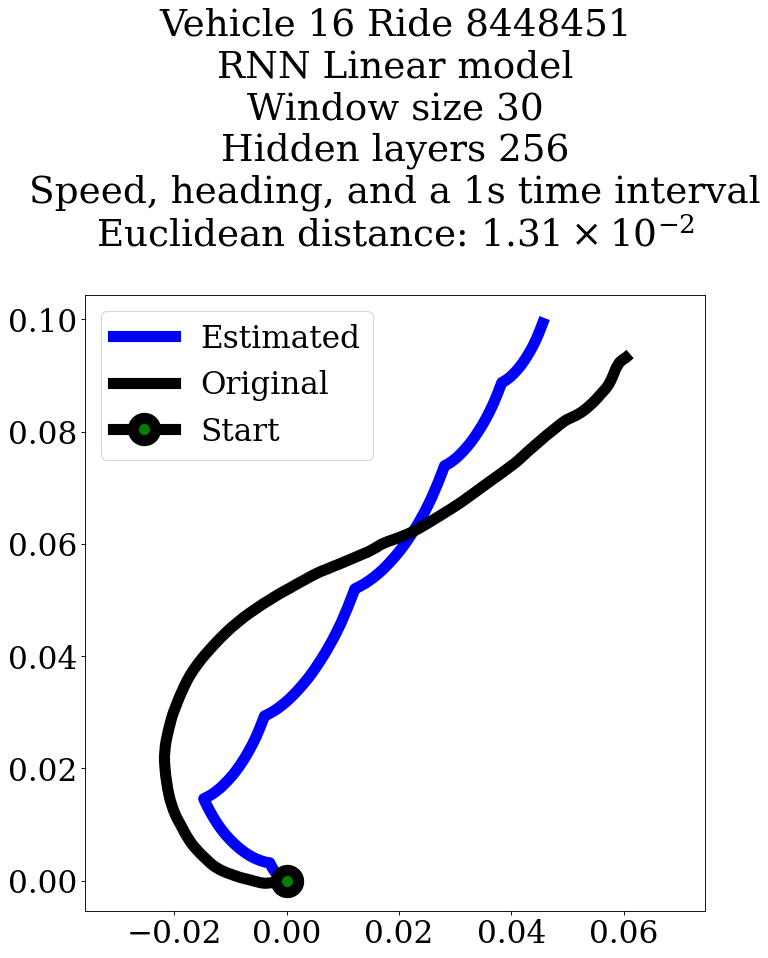 Vehicle 16 Ride 8448451
RNN Linear model
Window size 30
Hidden layers 256
Speed, heading, and a 1s time interval
Euclidean distance: 1.31 × 10⁻²
Estimated
Original
Start
0.10
0.08
0.06
0.04
0.02
0.00
−0.02 0.00 0.02 0.04 0.06